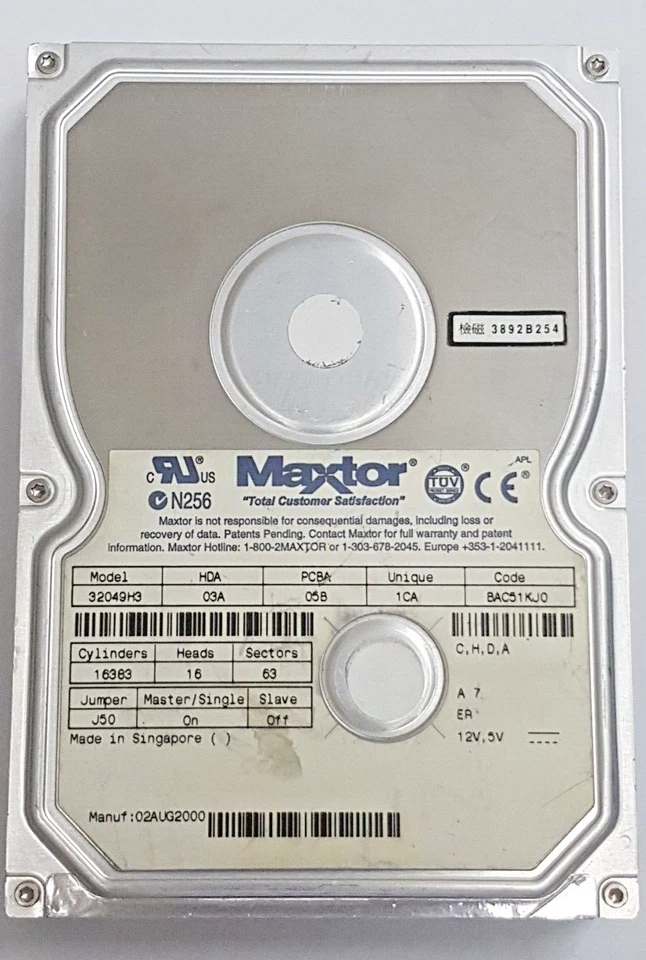 檢磁 3892B254
C RU® US Maxtor® TÜV CE® APL
N256 "Total Customer Satisfaction"
Maxtor is not responsible for consequential damages, including loss or
recovery of data. Patents Pending. Contact Maxtor for full warranty and patent
information. Maxtor Hotline: 1-800-2MAXTOR or 1-303-678-2045. Europe +353-1-2041111.
Model HDA PCBA Unique Code
32049H3 03A 05B 1CA BAC51KJ0
C,H,D,A
Cylinders Heads Sectors
16383 16 63
A 7
Jumper Master/Single Slave
ER
J50 On Off
Made in Singapore ( )
12V,5V
Manuf:02AUG2000